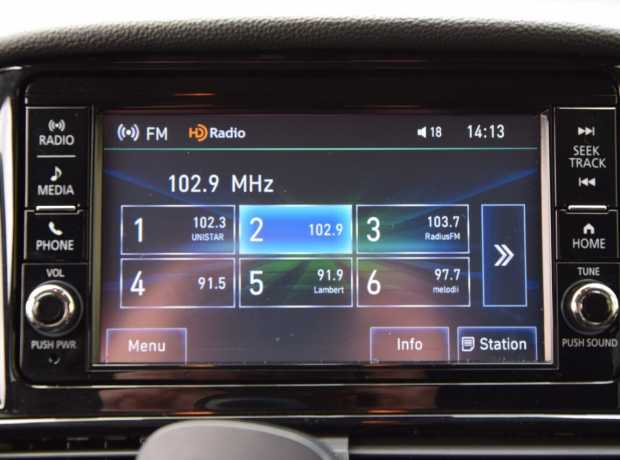 RADIO
MEDIA
PHONE
VOL
PUSH PWR.
FM
HD Radio
18
14:13
102.9 MHz
1 102.3
UNISTAR
2 102.9
3 103.7
RadiusFM
4 91.5
5 91.9
Lambert
6 97.7
melodii
Menu
Info
Station
SEEK
TRACK
HOME
TUNE
PUSH SOUND